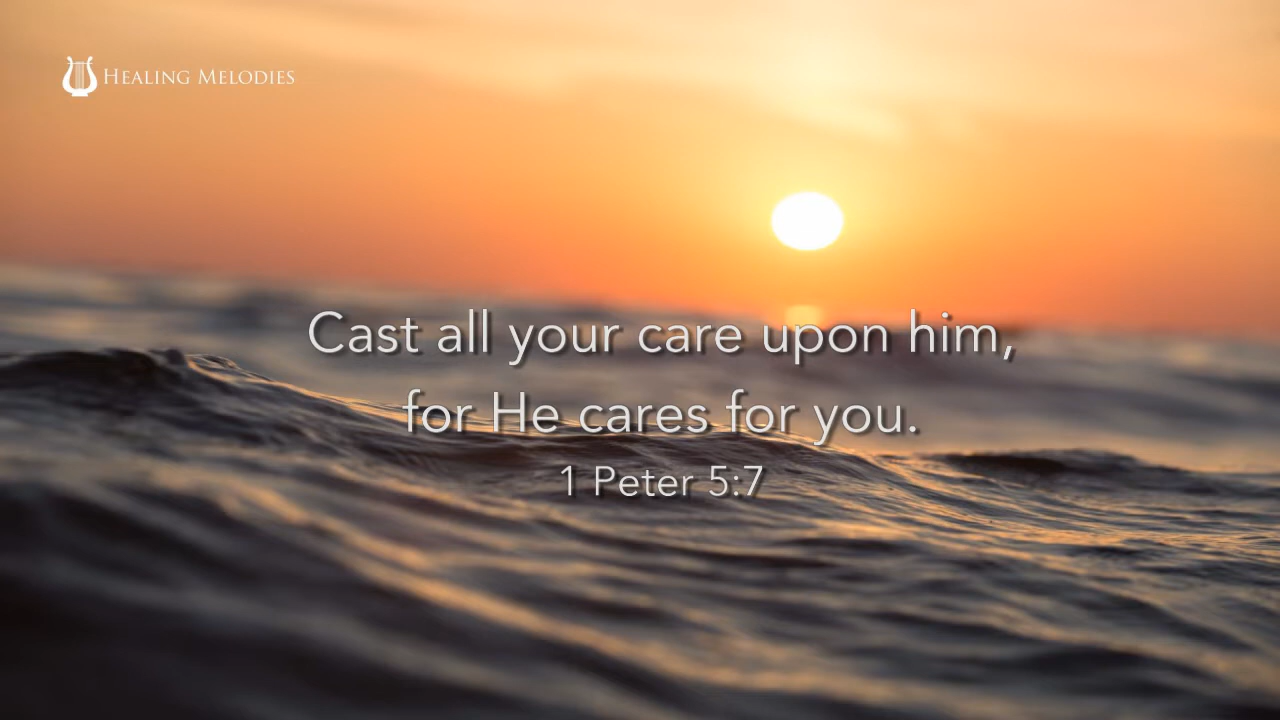 Healing Melodies
Cast all your care upon him,
for He cares for you.
1 Peter 5:7